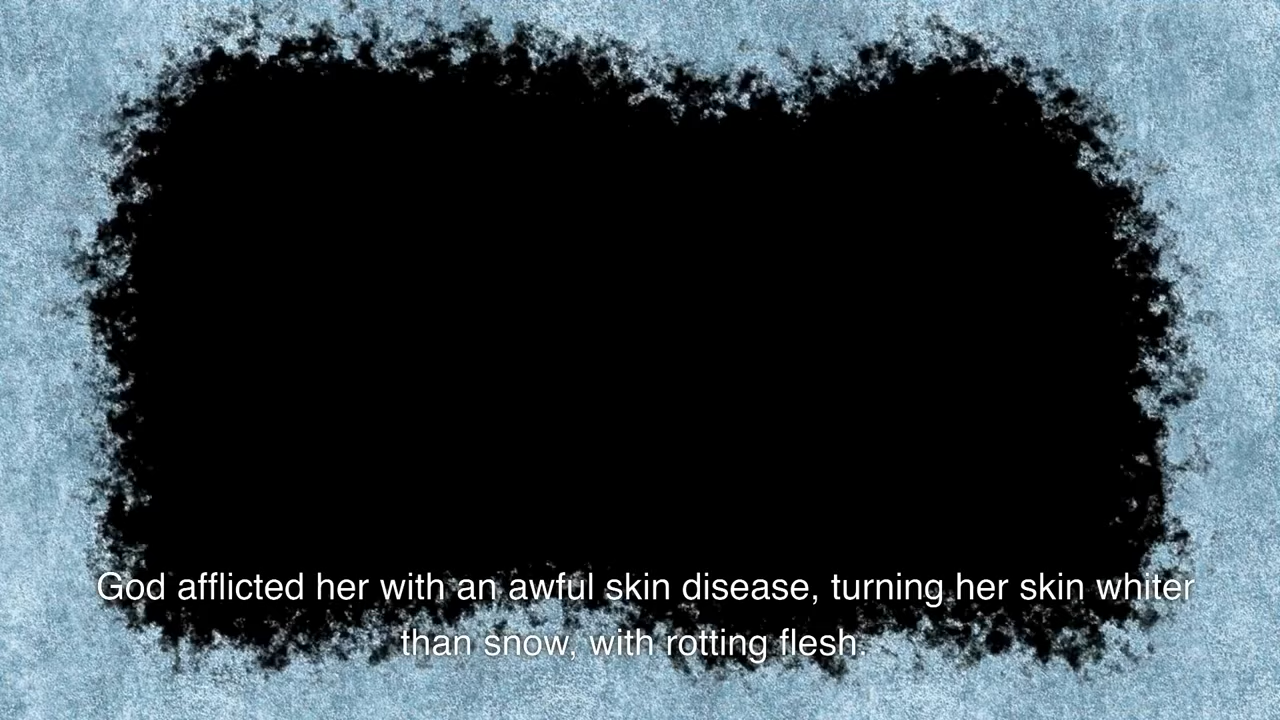 God afflicted her with an awful skin disease, turning her skin whiter
than snow, with rotting flesh.